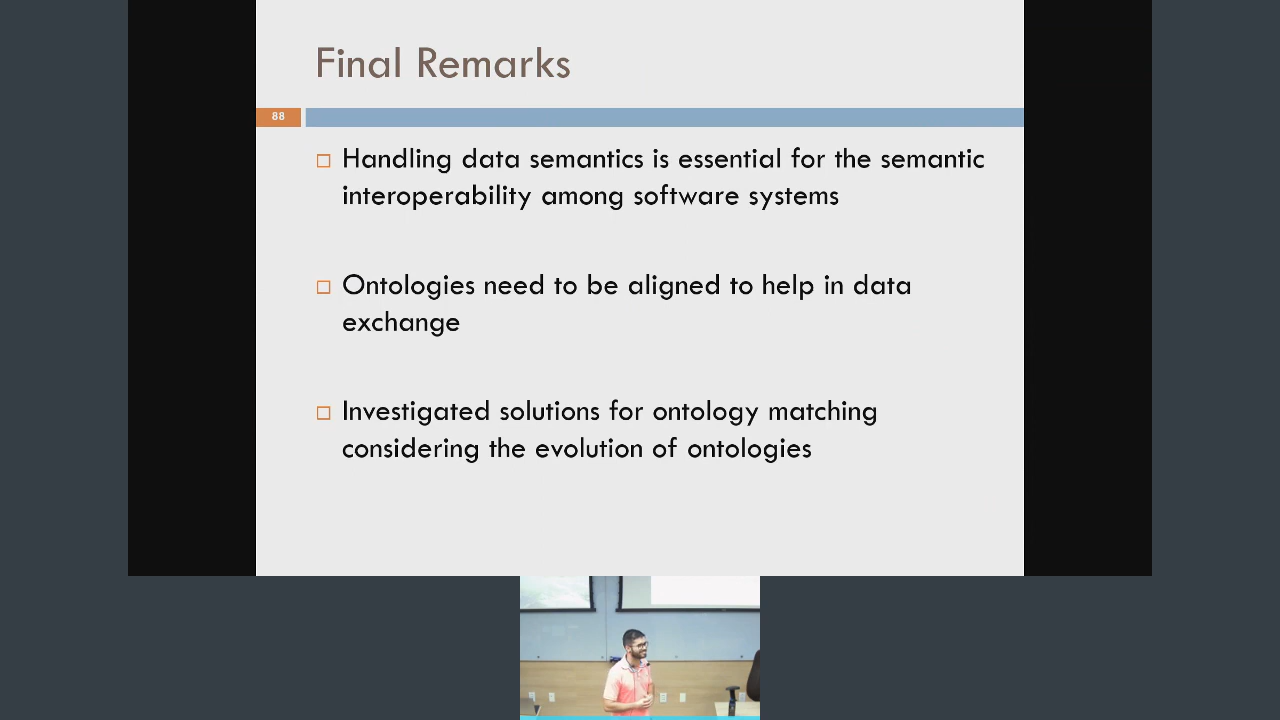 Final Remarks
88
Handling data semantics is essential for the semantic
interoperability among software systems
Ontologies need to be aligned to help in data
exchange
Investigated solutions for ontology matching
considering the evolution of ontologies